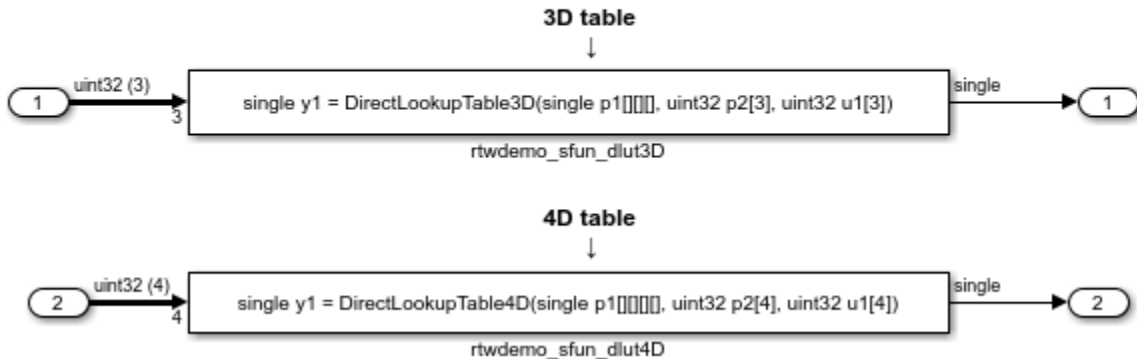 3D table
↓
uint32 (3)
single
1
single y1 = DirectLookupTable3D(single p1[][][], uint32 p2[3], uint32 u1[3])
1
3
rtwdemo_sfun_dlut3D
4D table
↓
uint32 (4)
single
2
single y1 = DirectLookupTable4D(single p1[][][][], uint32 p2[4], uint32 u1[4])
2
4
rtwdemo_sfun_dlut4D